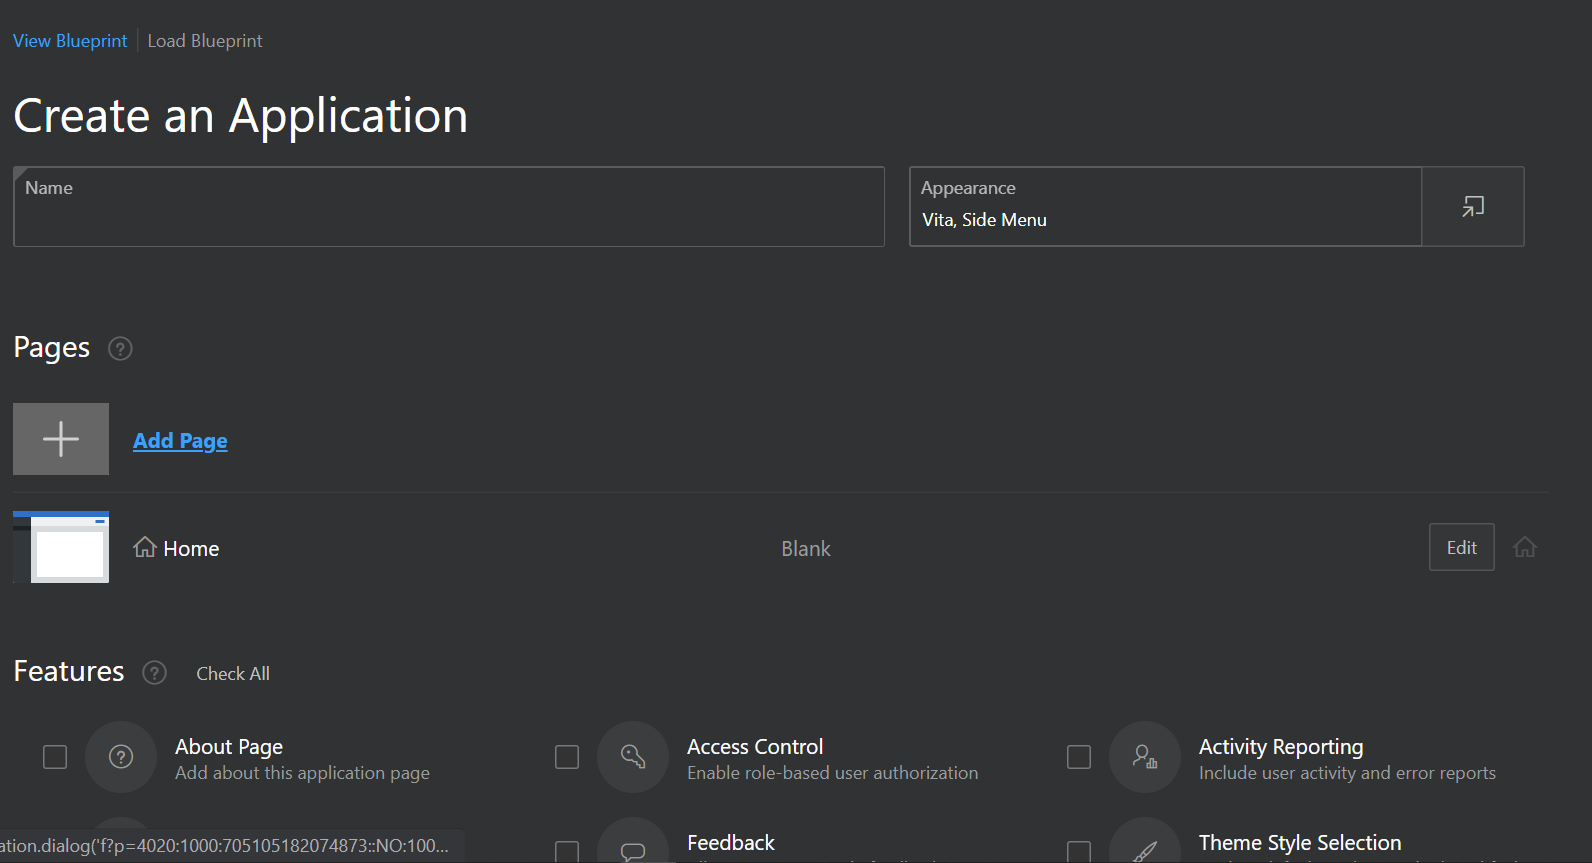 View Blueprint
Load Blueprint
Create an Application
Name
Appearance
Vita, Side Menu
Pages
Add Page
Home
Blank
Edit
Features
Check All
About Page
Add about this application page
Access Control
Enable role-based user authorization
Activity Reporting
Include user activity and error reports
Feedback
Theme Style Selection
ation.dialog('f?p=4020:1000:705105182074873::NO:100...